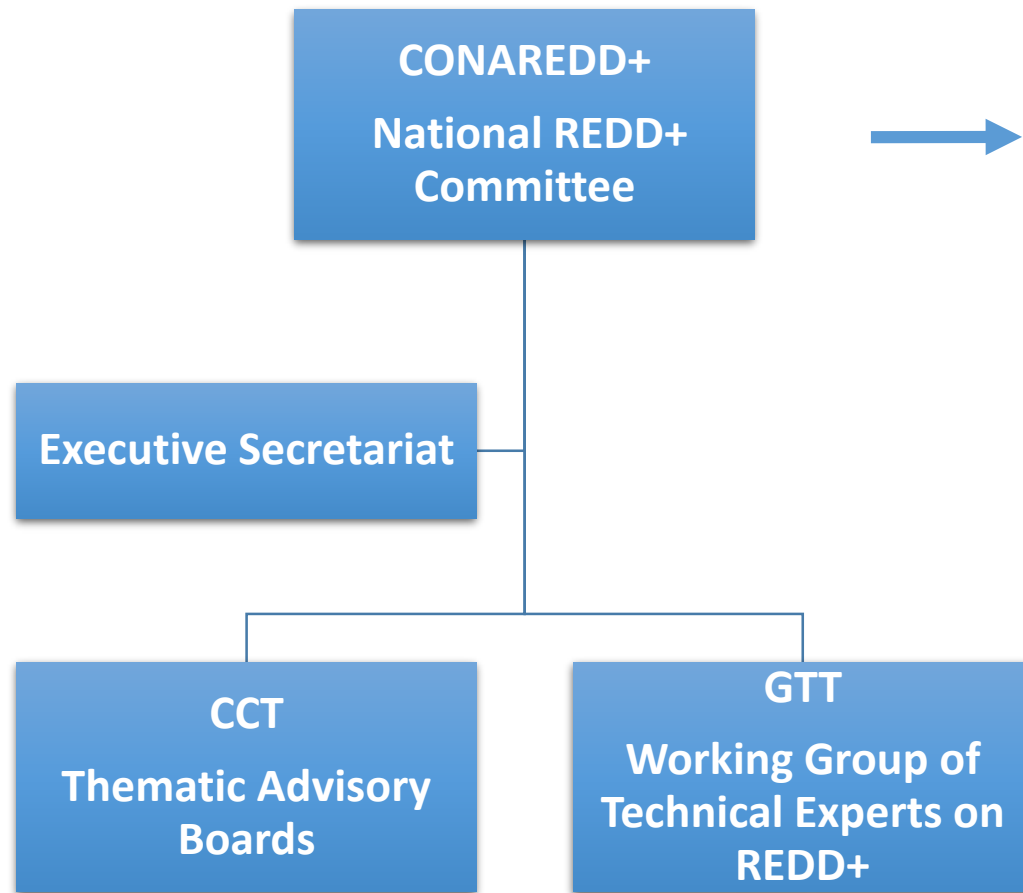 CONAREDD+
National REDD+
Committee
Executive Secretariat
CCT
Thematic Advisory
Boards
GTT
Working Group of
Technical Experts on
REDD+